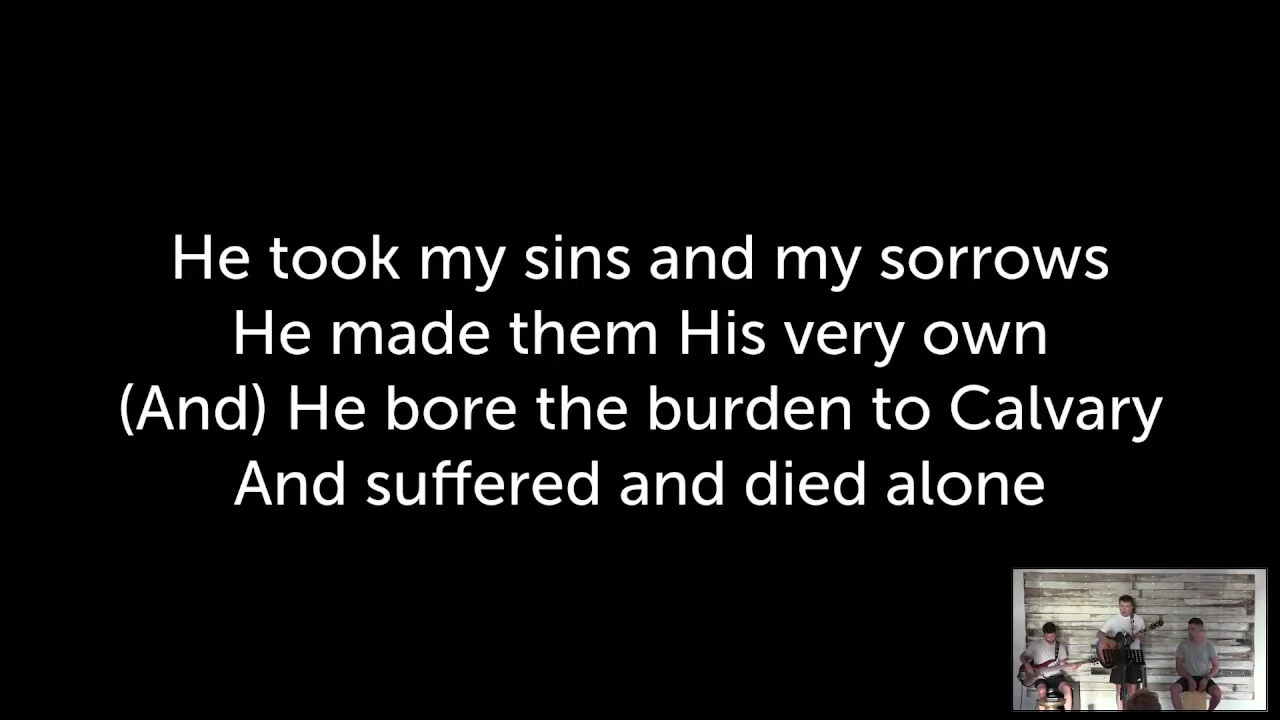 He took my sins and my sorrows
He made them His very own
(And) He bore the burden to Calvary
And suffered and died alone